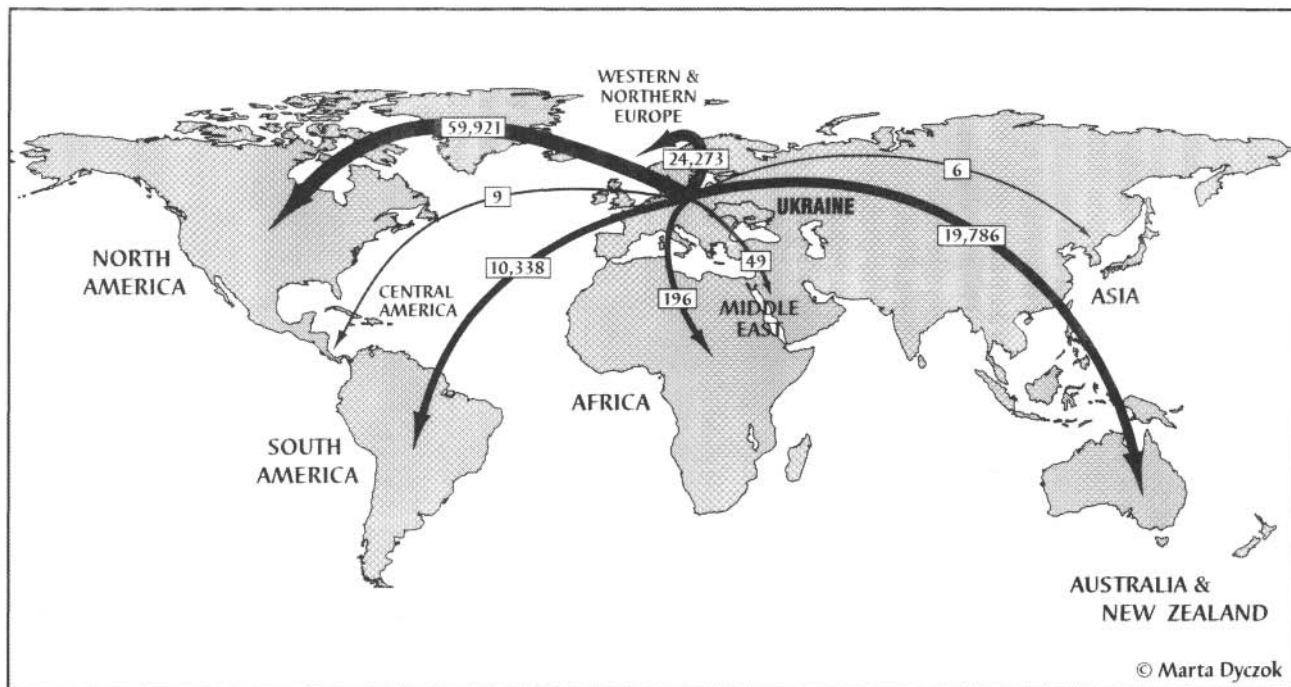 WESTERN &
NORTHERN
EUROPE
59,921
24,273
6
9
UKRAINE
19,786
NORTH
AMERICA
10,338
49
CENTRAL
AMERICA
196
MIDDLE
EAST
ASIA
AFRICA
SOUTH
AMERICA
AUSTRALIA &
NEW ZEALAND
© Marta Dyczok